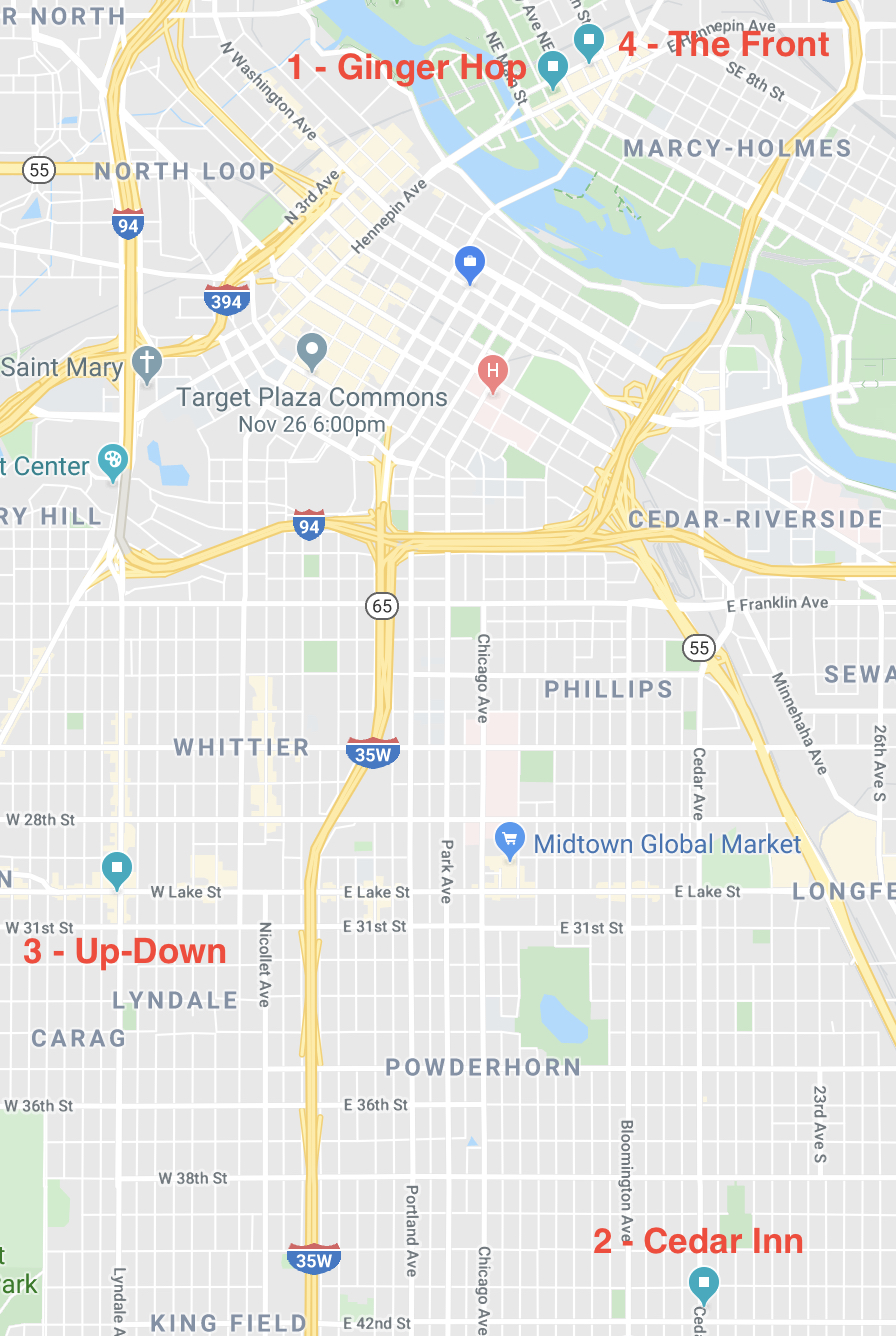 R NORTH
E Hennepin Ave
4 - The Front
N Washington Ave
NE Main St
1 - Ginger Hop
SE 8th St
MARCY-HOLMES
55
NORTH LOOP
N 3rd Ave
Hennepin Ave
94
394
Saint Mary
H
Target Plaza Commons
Nov 26 6:00pm
t Center
RY HILL
94
CEDAR-RIVERSIDE
65
E Franklin Ave
55
Chicago Ave
SEWA
PHILLIPS
Minnehaha Ave
WHITTIER
35W
26th Ave S
Cedar Ave
W 28th St
Midtown Global Market
Park Ave
N
W Lake St
E Lake St
E Lake St
LONGFE
W 31st St
E 31st St
E 31st St
3 - Up-Down
Nicollet Ave
LYNDALE
CARAG
POWDERHORN
W 36th St
E 36th St
23rd Ave S
Bloomington Ave
W 38th St
Portland Ave
2 - Cedar Inn
t
ark
35W
Lyndale A
Chicago Ave
Ceda
KING FIELD
E 42nd St